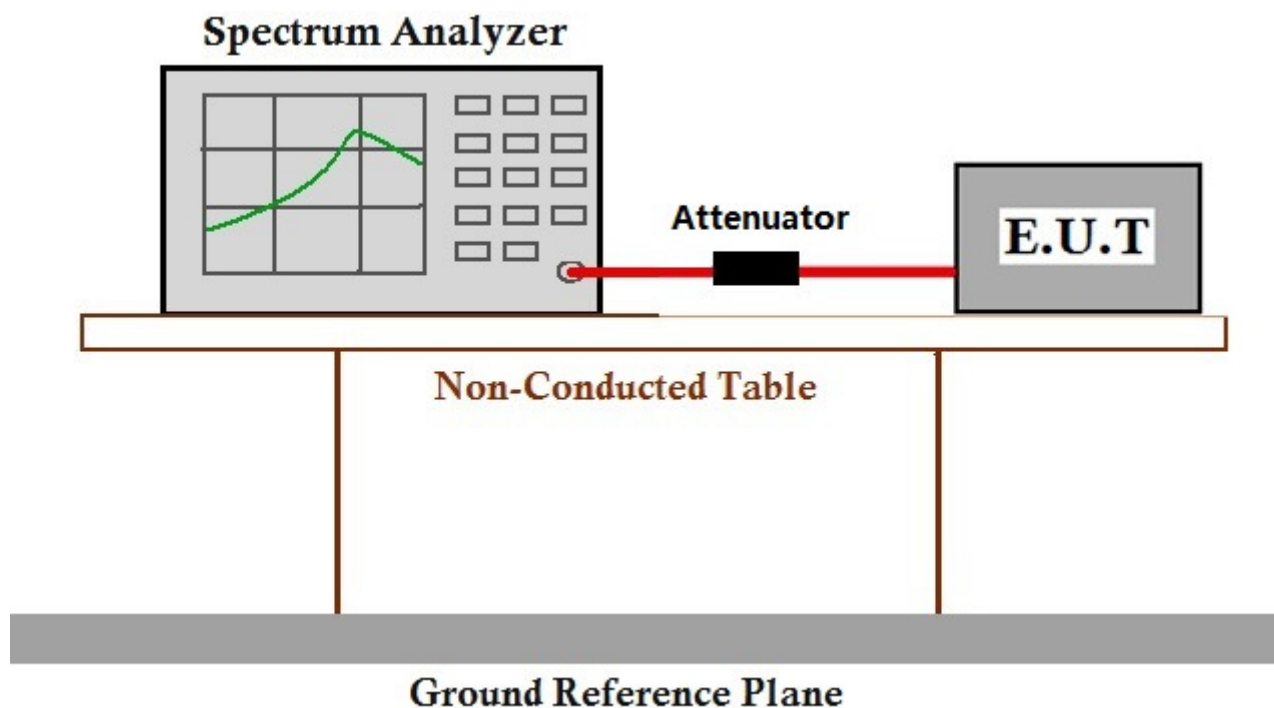 Spectrum Analyzer
Attenuator
E.U.T
Non-Conducted Table
Ground Reference Plane